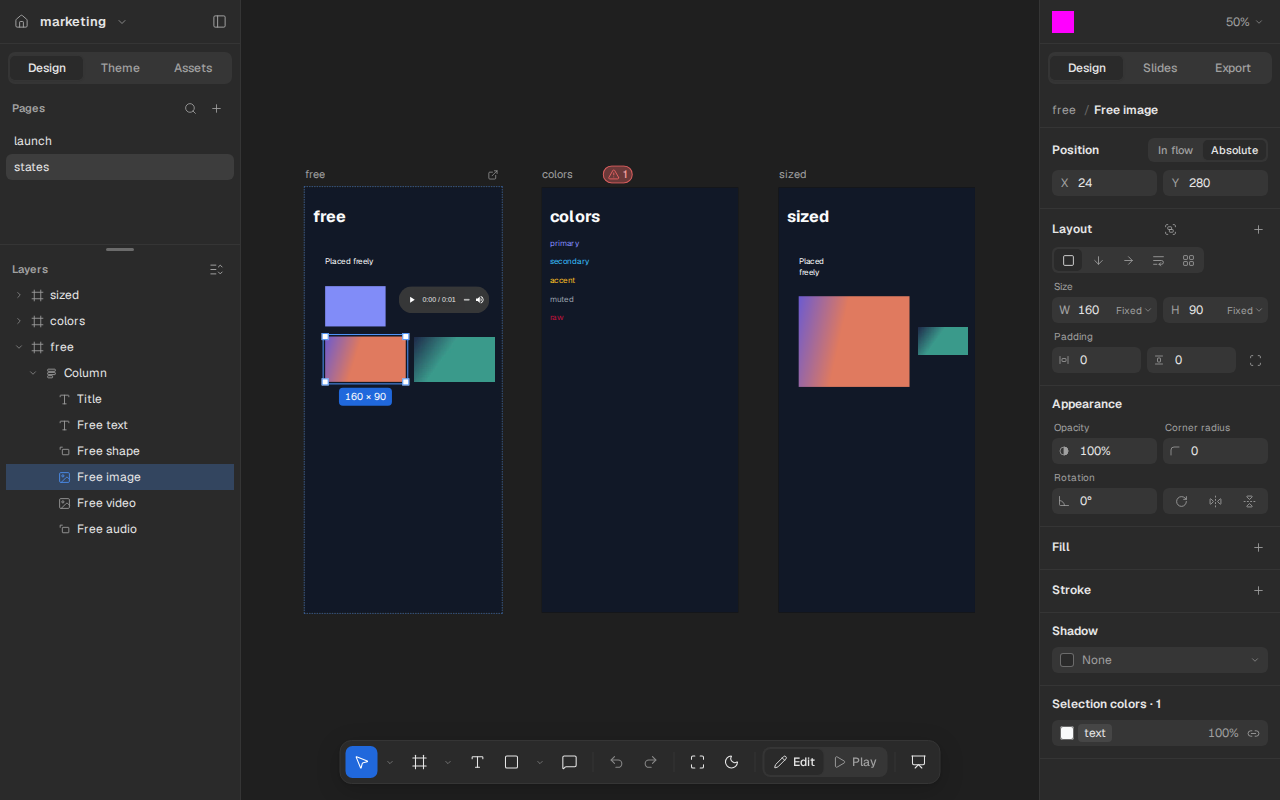 marketing
50%
Design
Theme
Assets
Design
Slides
Export
Pages
free / Free image
launch
states
Position
In flow
Absolute
X 24
Y 280
free
colors
1
sized
Layout
Size
W 160 Fixed
H 90 Fixed
Padding
0
0
Layers
sized
colors
free
Column
Title
Free text
Free shape
Free image
Free video
Free audio
free
Placed freely
0:00 / 0:01
160 × 90
colors
primary
secondary
accent
muted
raw
sized
Placed
freely
Appearance
Opacity
Corner radius
100%
0
Rotation
0°
Fill
Stroke
Shadow
None
Selection colors · 1
text
100%
Edit
Play